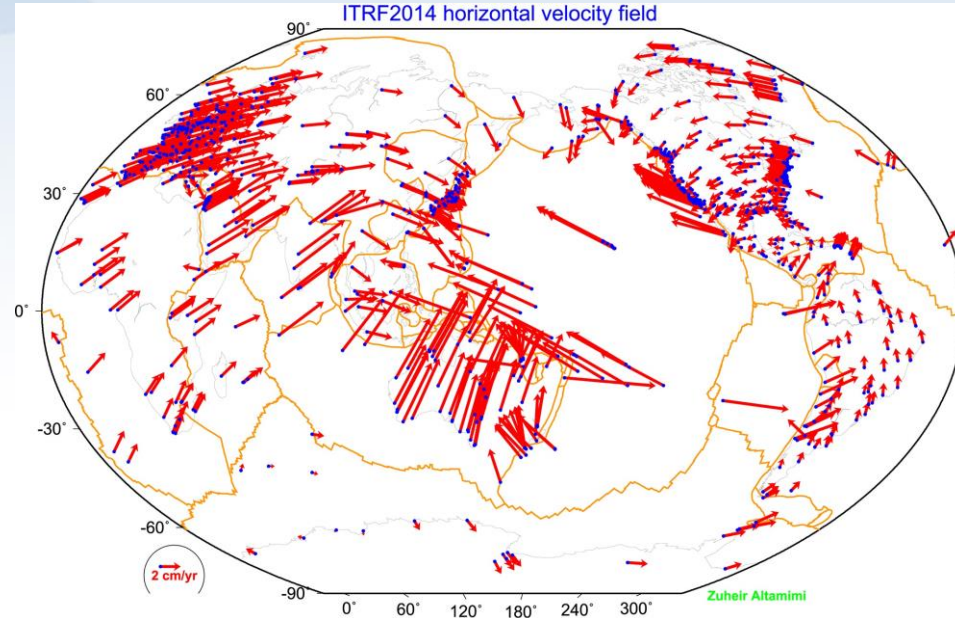 ITRF2014 horizontal velocity field
90˚
60˚
30˚
0˚
-30˚
-60˚
-90˚
0˚ 60˚ 120˚ 180˚ 240˚ 300˚
2 cm/yr
Zuheir Altamimi